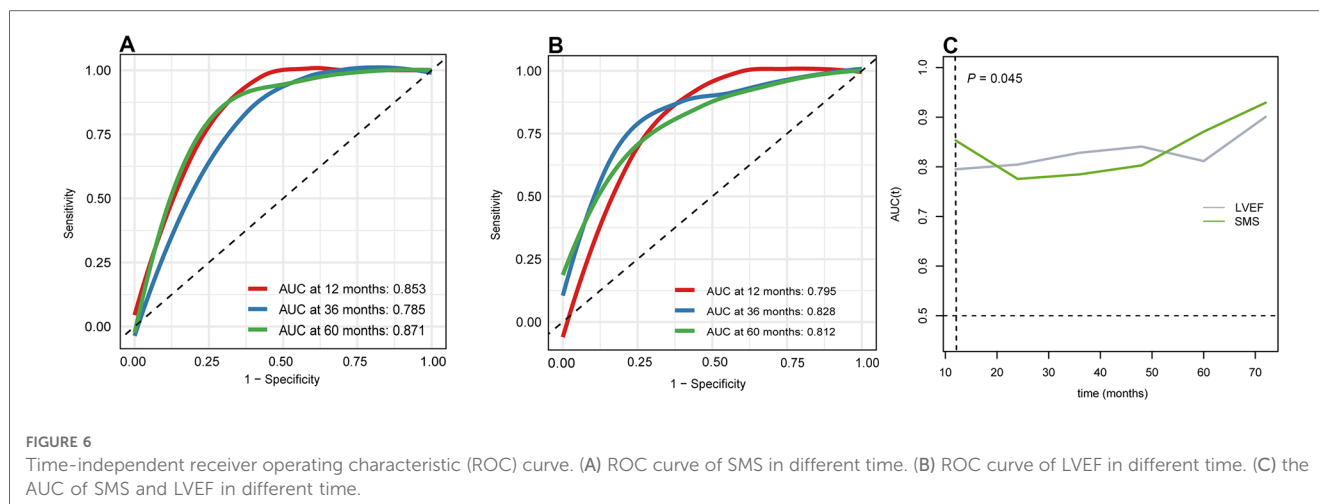 A
1.00
0.75
0.50
0.25
0.00
Sensitivity
AUC at 12 months: 0.853
AUC at 36 months: 0.785
AUC at 60 months: 0.871
0.00 0.25 0.50 0.75 1.00
1 − Specificity
B
1.00
0.75
0.50
0.25
0.00
Sensitivity
AUC at 12 months: 0.795
AUC at 36 months: 0.828
AUC at 60 months: 0.812
0.00 0.25 0.50 0.75 1.00
1 − Specificity
C
P = 0.045
1.0
0.9
0.8
0.7
0.6
0.5
AUC(t)
LVEF
SMS
10 20 30 40 50 60 70
time (months)
FIGURE 6
Time-independent receiver operating characteristic (ROC) curve. (A) ROC curve of SMS in different time. (B) ROC curve of LVEF in different time. (C) the
AUC of SMS and LVEF in different time.